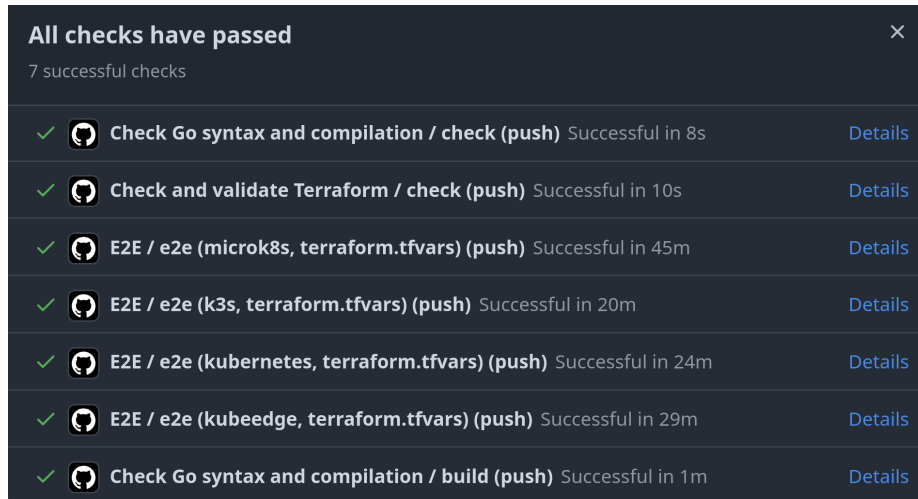 All checks have passed
7 successful checks
Check Go syntax and compilation / check (push) Successful in 8s Details
Check and validate Terraform / check (push) Successful in 10s Details
E2E / e2e (microk8s, terraform.tfvars) (push) Successful in 45m Details
E2E / e2e (k3s, terraform.tfvars) (push) Successful in 20m Details
E2E / e2e (kubernetes, terraform.tfvars) (push) Successful in 24m Details
E2E / e2e (kubeedge, terraform.tfvars) (push) Successful in 29m Details
Check Go syntax and compilation / build (push) Successful in 1m Details